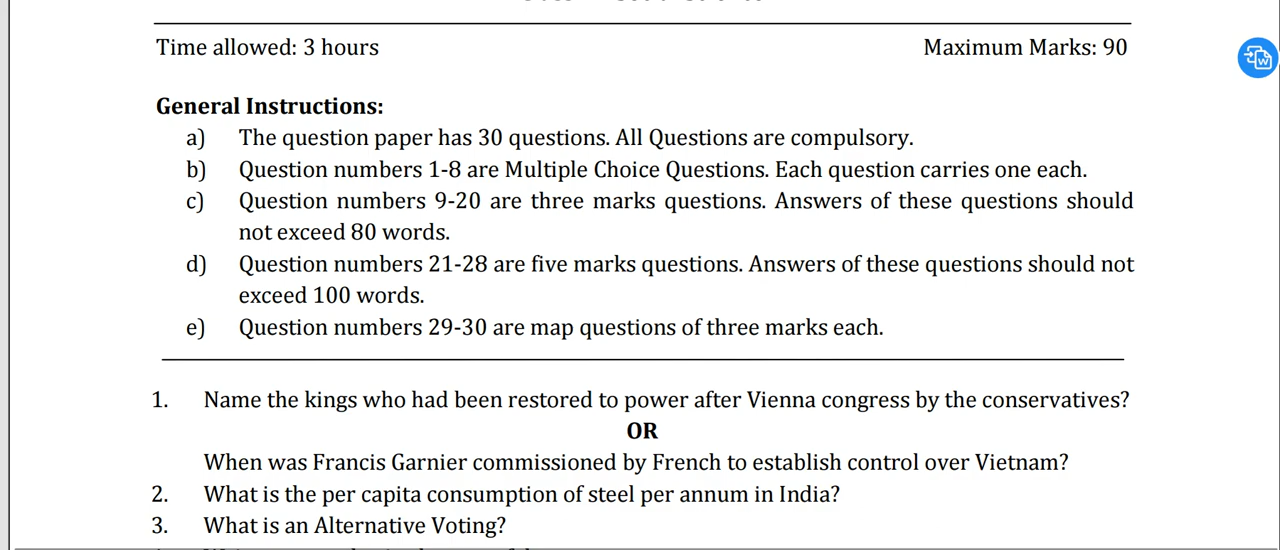 Time allowed: 3 hours Maximum Marks: 90
General Instructions:
a) The question paper has 30 questions. All Questions are compulsory.
b) Question numbers 1-8 are Multiple Choice Questions. Each question carries one each.
c) Question numbers 9-20 are three marks questions. Answers of these questions should
not exceed 80 words.
d) Question numbers 21-28 are five marks questions. Answers of these questions should not
exceed 100 words.
e) Question numbers 29-30 are map questions of three marks each.
1. Name the kings who had been restored to power after Vienna congress by the conservatives?
OR
When was Francis Garnier commissioned by French to establish control over Vietnam?
2. What is the per capita consumption of steel per annum in India?
3. What is an Alternative Voting?